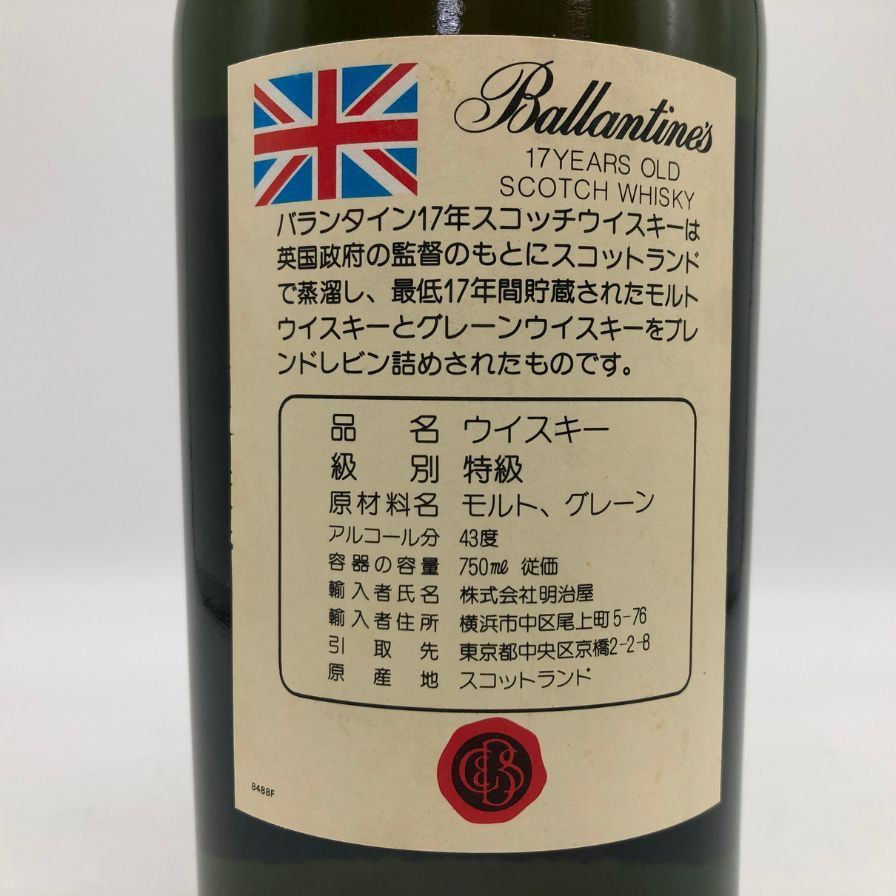 Ballantine's
17 YEARS OLD
SCOTCH WHISKY
バランタイン17年スコッチウイスキーは
英国政府の監督のもとにスコットランド
で蒸溜し、最低17年間貯蔵されたモルト
ウイスキーとグレーンウイスキーをブレ
ンドしビン詰めされたものです。
品名 ウイスキー
級別 特級
原材料名 モルト、グレーン
アルコール分 43度
容器の容量 750mℓ 従価
輸入者氏名 株式会社明治屋
輸入者住所 横浜市中区尾上町5-76
引取先 東京都中央区京橋2-2-8
原産地 スコットランド
8488F